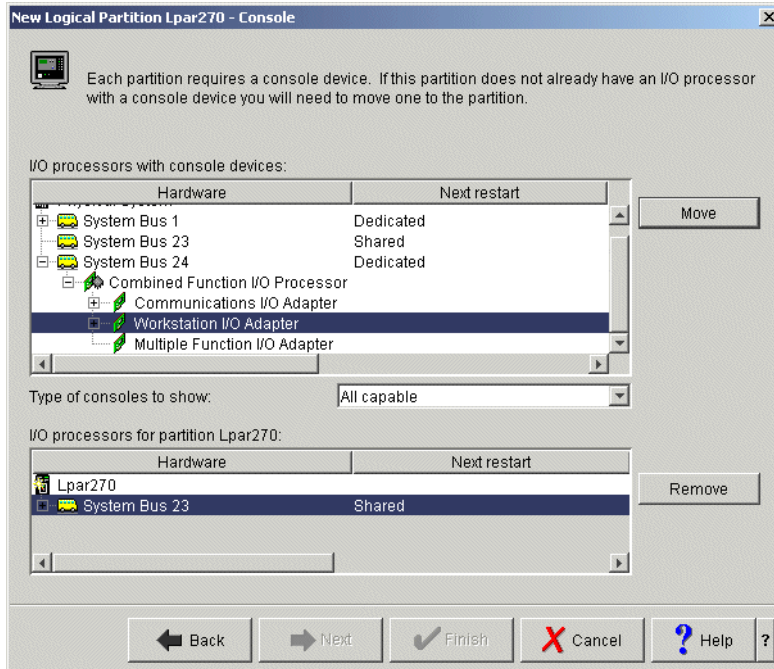 New Logical Partition Lpar270 - Console
Each partition requires a console device. If this partition does not already have an I/O processor
with a console device you will need to move one to the partition.
I/O processors with console devices:
Hardware Next restart
System Bus 1 Dedicated
System Bus 23 Shared
System Bus 24 Dedicated
Combined Function I/O Processor
Communications I/O Adapter
Workstation I/O Adapter
Multiple Function I/O Adapter
Move
Type of consoles to show: All capable
I/O processors for partition Lpar270:
Hardware Next restart
Lpar270
System Bus 23 Shared
Remove
Back Next Finish Cancel ? Help ?